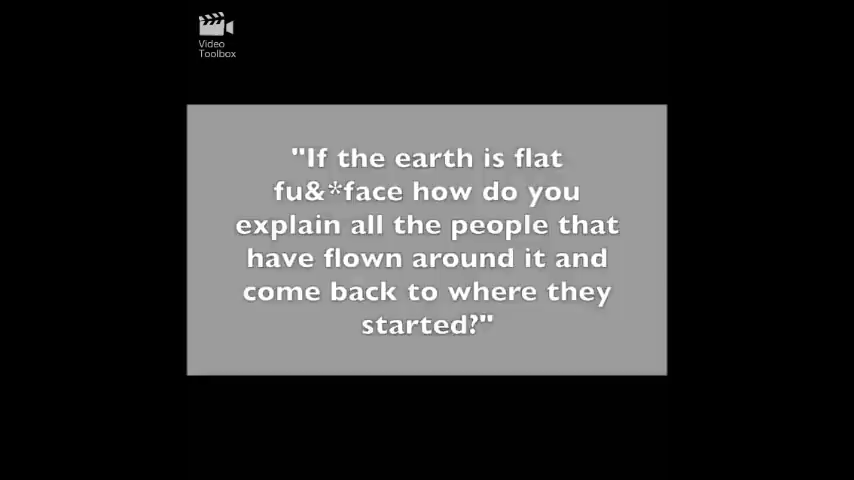 Video
Toolbox
"If the earth is flat
fu&*face how do you
explain all the people that
have flown around it and
come back to where they
started?"